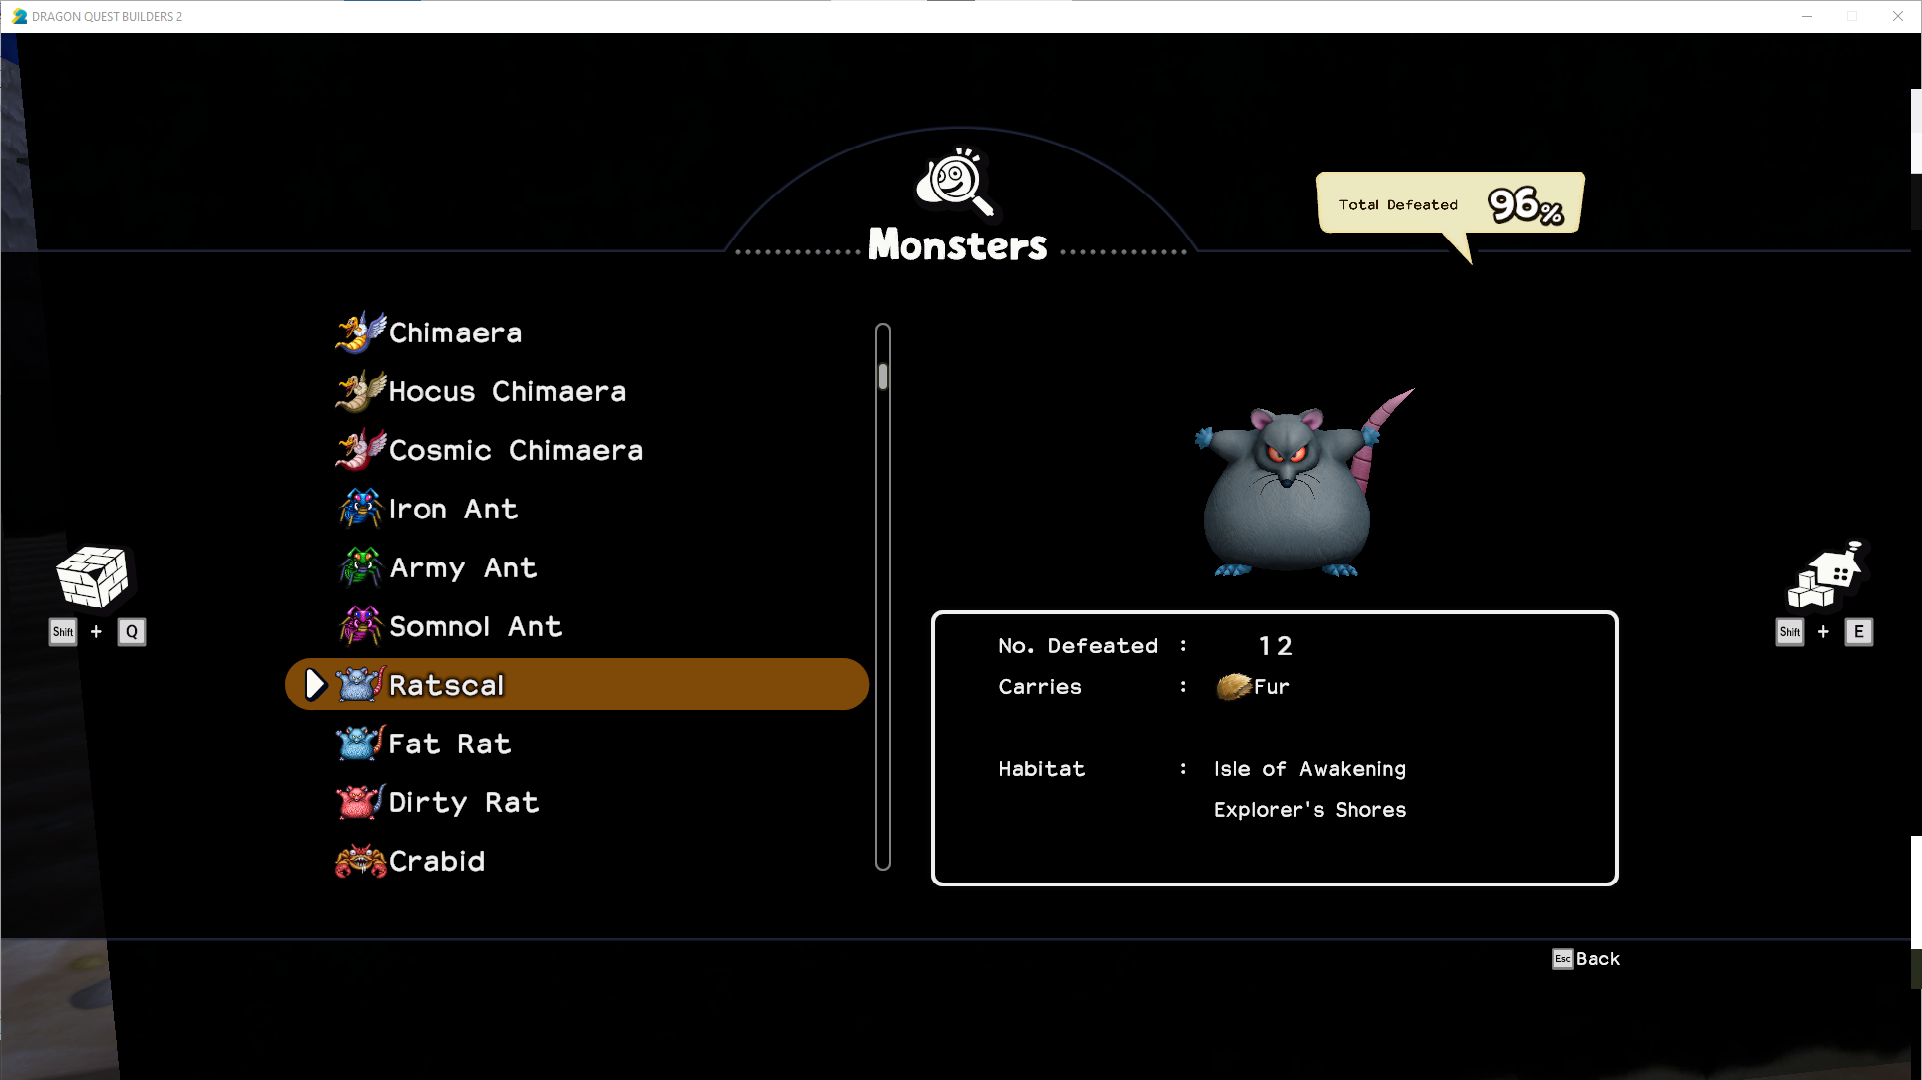 DRAGON QUEST BUILDERS 2
Total Defeated 96%
Monsters
Chimaera
Hocus Chimaera
Cosmic Chimaera
Iron Ant
Army Ant
Somnol Ant
Ratscal
Fat Rat
Dirty Rat
Crabid
Shift + Q
No. Defeated : 12
Carries : Fur
Habitat : Isle of Awakening
Explorer's Shores
Shift + E
Esc Back